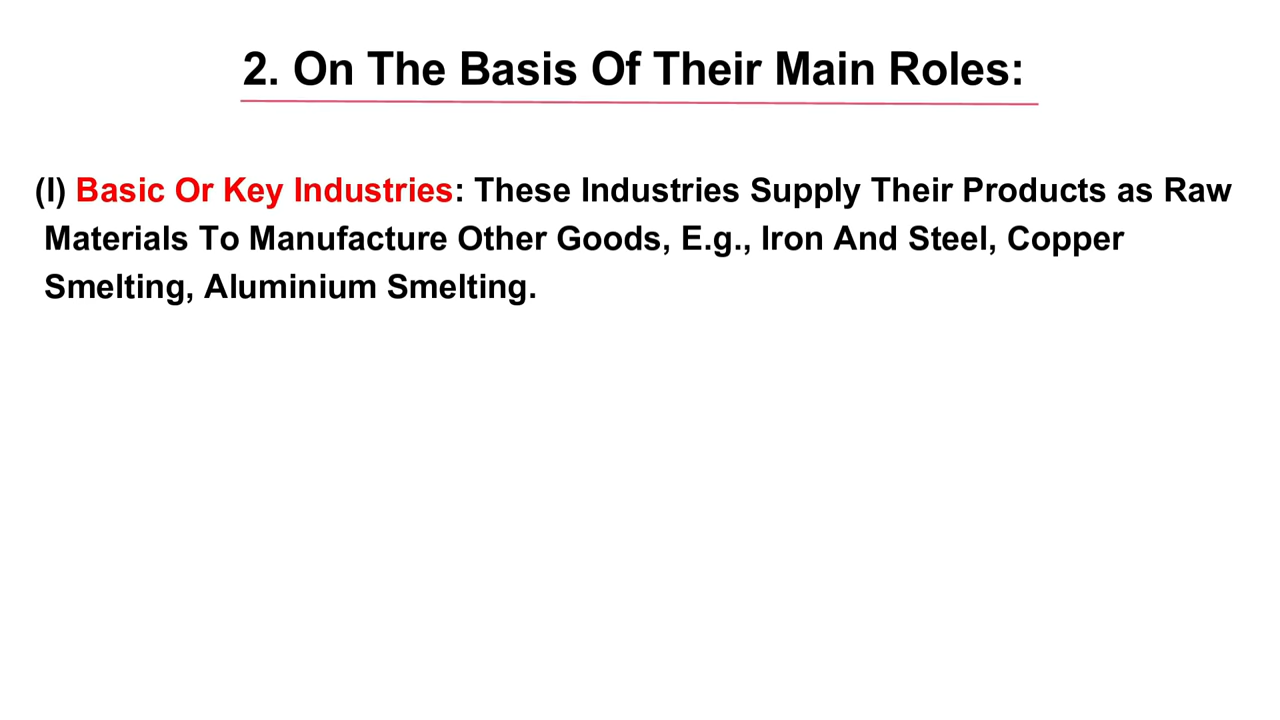 2. On The Basis Of Their Main Roles:
(I) Basic Or Key Industries: These Industries Supply Their Products as Raw
Materials To Manufacture Other Goods, E.g., Iron And Steel, Copper
Smelting, Aluminium Smelting.